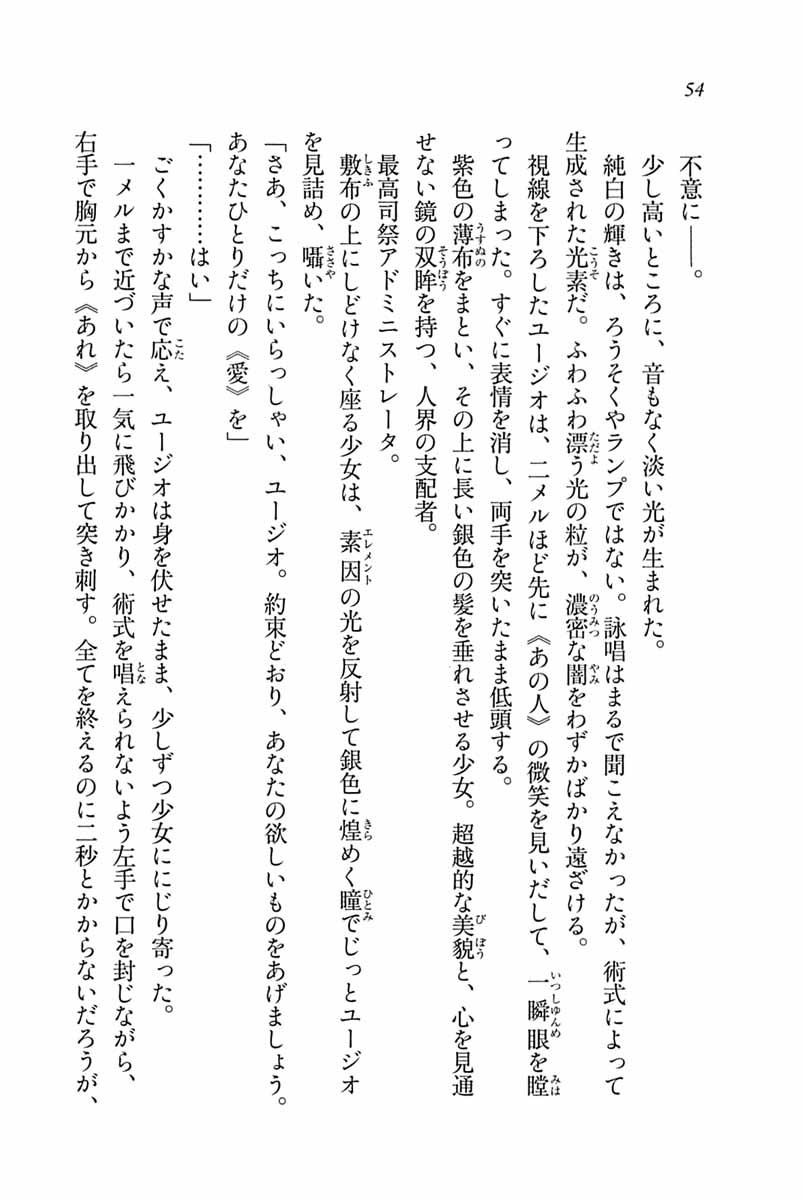 54
不意に――。
少し高いところに、音もなく淡い光が生まれた。
純白の輝きは、ろうそくやランプではない。詠唱はまるで聞こえなかったが、術式によって
生成された光素だ。ふわふわ漂う光の粒が、濃密な闇をわずかばかり遠ざける。
視線を下ろしたユージオは、二メルほど先に《あの人》の微笑を見いだして、一瞬眼を瞠
ってしまった。すぐに表情を消し、両手を突いたまま低頭する。
紫色の薄布をまとい、その上に長い銀色の髪を垂れさせる少女。超越的な美貌と、心を見通
せない鏡の双眸を持つ、人界の支配者。
最高司祭アドミニストレータ。
敷布の上にしどけなく座る少女は、素因の光を反射して銀色に煌めく瞳でじっとユージオ
を見詰め、囁いた。
「さあ、こっちにいらっしゃい、ユージオ。約束どおり、あなたの欲しいものをあげましょう。
あなたひとりだけの《愛》を」
「…………はい」
ごくかすかな声で応え、ユージオは身を伏せたまま、少しずつ少女ににじり寄った。
一メルまで近づいたら一気に飛びかかり、術式を唱えられないよう左手で口を封じながら、
右手で胸元から《あれ》を取り出して突き刺す。全てを終えるのに二秒とかからないだろうが、